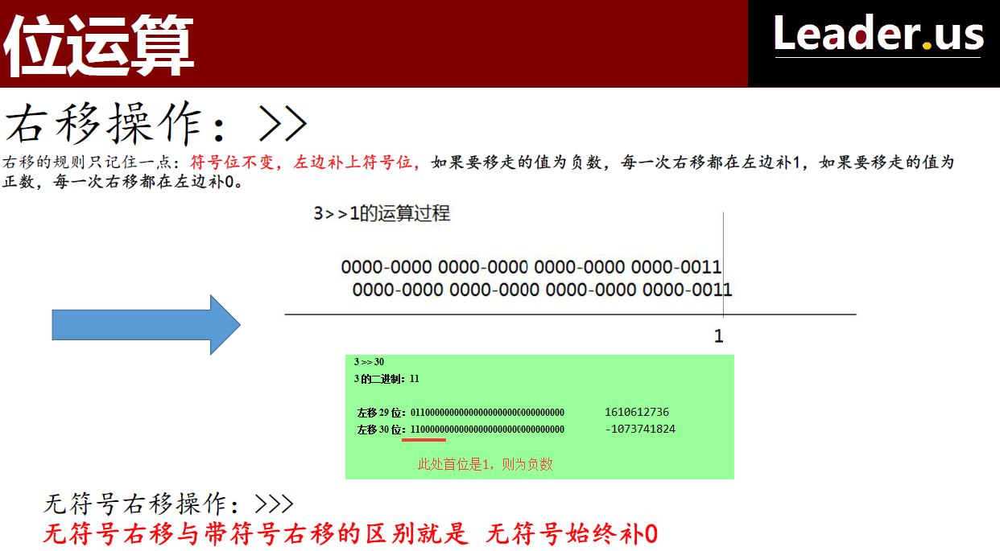 位运算
Leader.us
右移操作：>>
右移的规则只记住一点：符号位不变，左边补上符号位，如果要移走的值为负数，每一次右移都在左边补1，如果要移走的值为
正数，每一次右移都在左边补0。
3>>1的运算过程
0000-0000 0000-0000 0000-0000 0000-0011
0000-0000 0000-0000 0000-0000 0000-0011
1
3 >> 30
3 的二进制：11
左移 29 位：01100000000000000000000000000000 1610612736
左移 30 位：11000000000000000000000000000000 -1073741824
此处首位是1，则为负数
无符号右移操作：>>>
无符号右移与带符号右移的区别就是 无符号始终补0